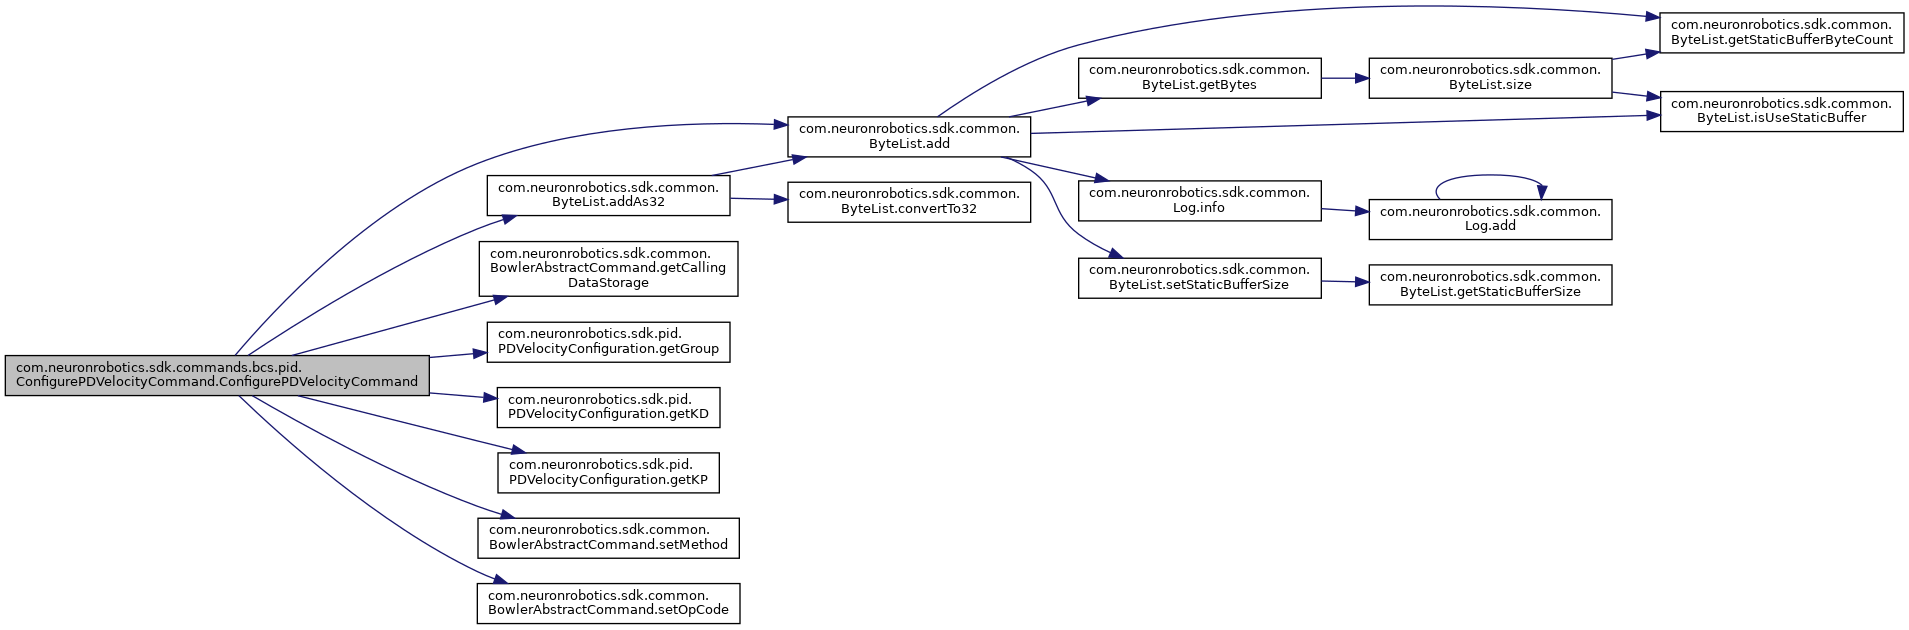 com.neuronrobotics.sdk.commands.bcs.pid.
ConfigurePDVelocityCommand.ConfigurePDVelocityCommand
com.neuronrobotics.sdk.common.
ByteList.addAs32
com.neuronrobotics.sdk.common.
BowlerAbstractCommand.getCalling
DataStorage
com.neuronrobotics.sdk.pid.
PDVelocityConfiguration.getGroup
com.neuronrobotics.sdk.pid.
PDVelocityConfiguration.getKD
com.neuronrobotics.sdk.pid.
PDVelocityConfiguration.getKP
com.neuronrobotics.sdk.common.
BowlerAbstractCommand.setMethod
com.neuronrobotics.sdk.common.
BowlerAbstractCommand.setOpCode
com.neuronrobotics.sdk.common.
ByteList.add
com.neuronrobotics.sdk.common.
ByteList.convertTo32
com.neuronrobotics.sdk.common.
ByteList.getBytes
com.neuronrobotics.sdk.common.
Log.info
com.neuronrobotics.sdk.common.
ByteList.setStaticBufferSize
com.neuronrobotics.sdk.common.
ByteList.size
com.neuronrobotics.sdk.common.
Log.add
com.neuronrobotics.sdk.common.
ByteList.getStaticBufferSize
com.neuronrobotics.sdk.common.
ByteList.getStaticBufferByteCount
com.neuronrobotics.sdk.common.
ByteList.isUseStaticBuffer